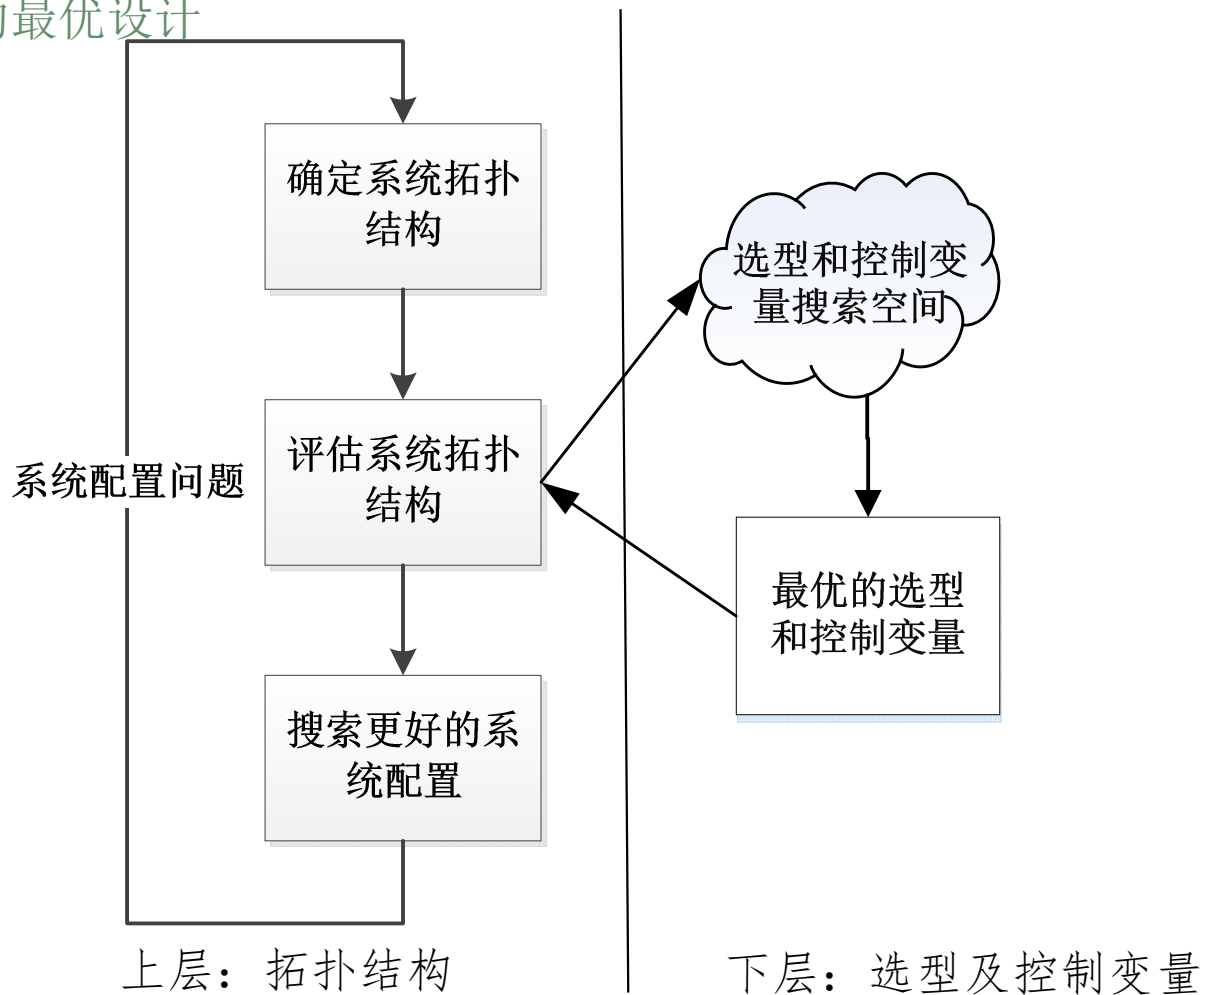 的最优设计
确定系统拓扑
结构
评估系统拓扑
结构
系统配置问题
搜索更好的系
统配置
上层：拓扑结构
选型和控制变
量搜索空间
最优的选型
和控制变量
下层：选型及控制变量